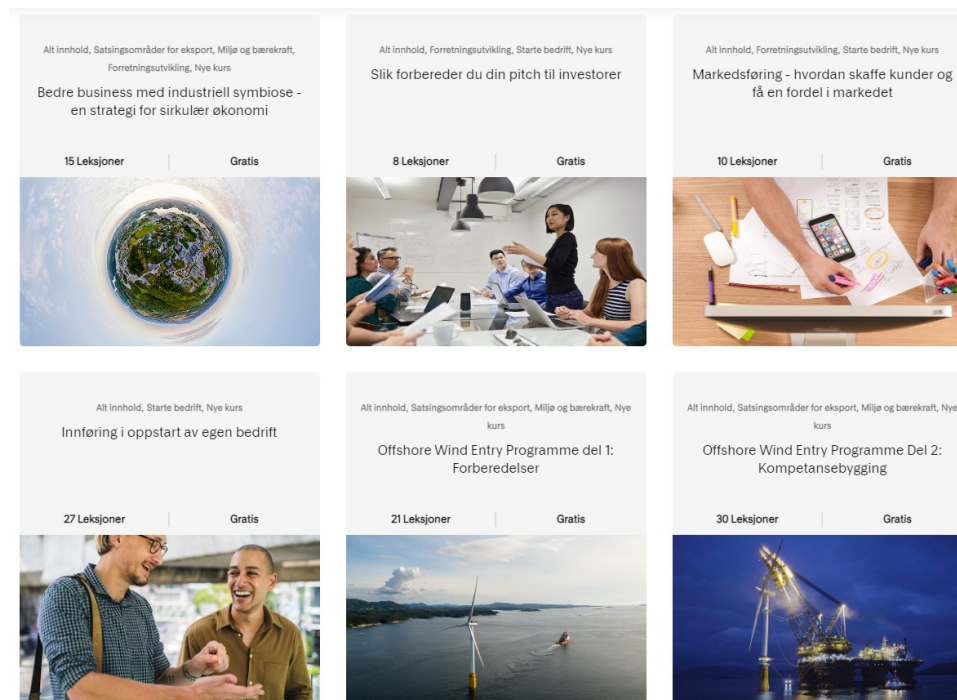 Alt innhold, Satsingsområder for eksport, Miljø og bærekraft,
Forretningsutvikling, Nye kurs
Bedre business med industriell symbiose -
en strategi for sirkulær økonomi
15 Leksjoner
Gratis
Alt innhold, Forretningsutvikling, Starte bedrift, Nye kurs
Slik forbereder du din pitch til investorer
8 Leksjoner
Gratis
Alt innhold, Forretningsutvikling, Starte bedrift, Nye kurs
Markedsføring - hvordan skaffe kunder og
få en fordel i markedet
10 Leksjoner
Gratis
Alt innhold, Starte bedrift, Nye kurs
Innføring i oppstart av egen bedrift
27 Leksjoner
Gratis
Alt innhold, Satsingsområder for eksport, Miljø og bærekraft, Nye
kurs
Offshore Wind Entry Programme del 1:
Forberedelser
21 Leksjoner
Gratis
Alt innhold, Satsingsområder for eksport, Miljø og bærekraft, Nye
kurs
Offshore Wind Entry Programme Del 2:
Kompetansebygging
30 Leksjoner
Gratis